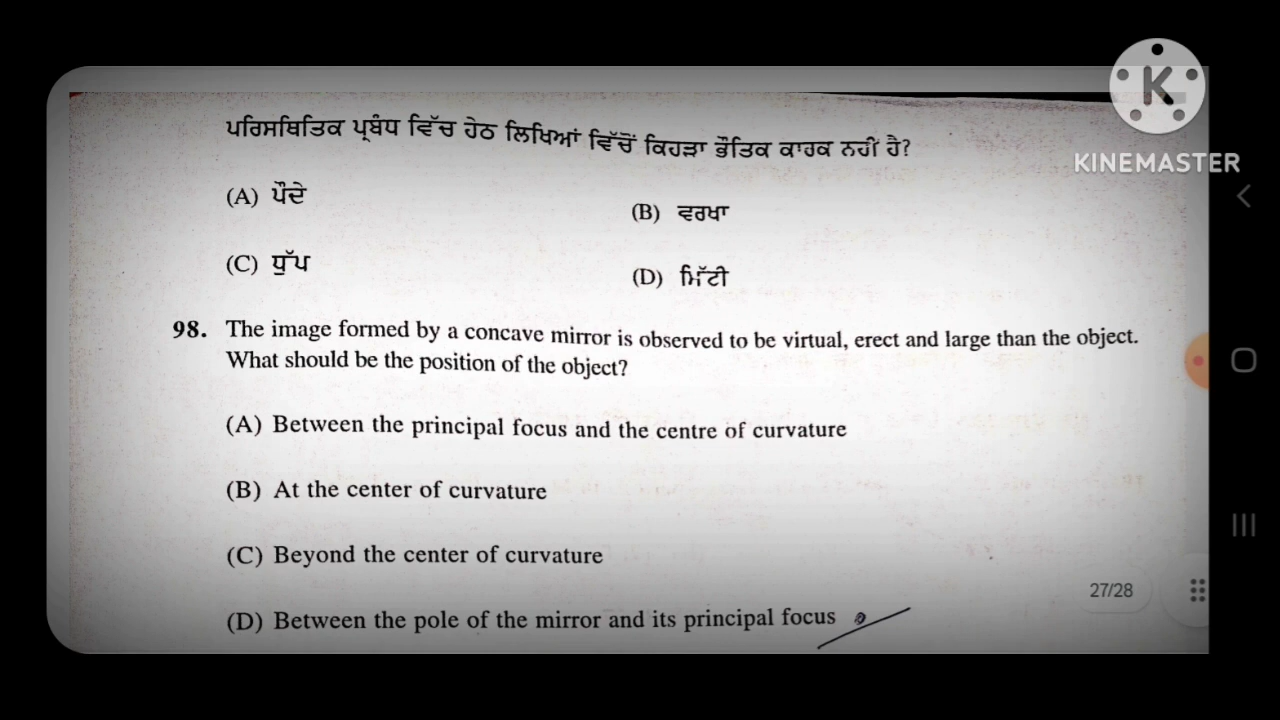 ਪਰਿਸਥਿਤਿਕ ਪ੍ਰਬੰਧ ਵਿੱਚ ਹੇਠ ਲਿਖਿਆਂ ਵਿੱਚੋਂ ਕਿਹੜਾ ਭੌਤਿਕ ਕਾਰਕ ਨਹੀਂ ਹੈ?
(A) ਪੌਦੇ
(B) ਵਰਖਾ
(C) ਧੁੱਪ
(D) ਮਿੱਟੀ
98. The image formed by a concave mirror is observed to be virtual, erect and large than the object.
What should be the position of the object?
(A) Between the principal focus and the centre of curvature
(B) At the center of curvature
(C) Beyond the center of curvature
(D) Between the pole of the mirror and its principal focus
27/28
K
KINEMASTER